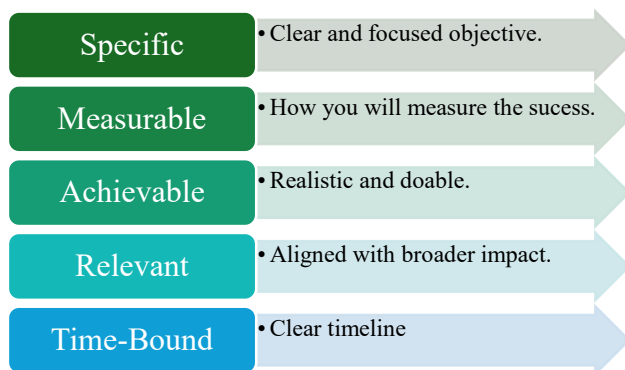 Specific
• Clear and focused objective.
Measurable
• How you will measure the sucess.
Achievable
• Realistic and doable.
Relevant
• Aligned with broader impact.
Time-Bound
• Clear timeline